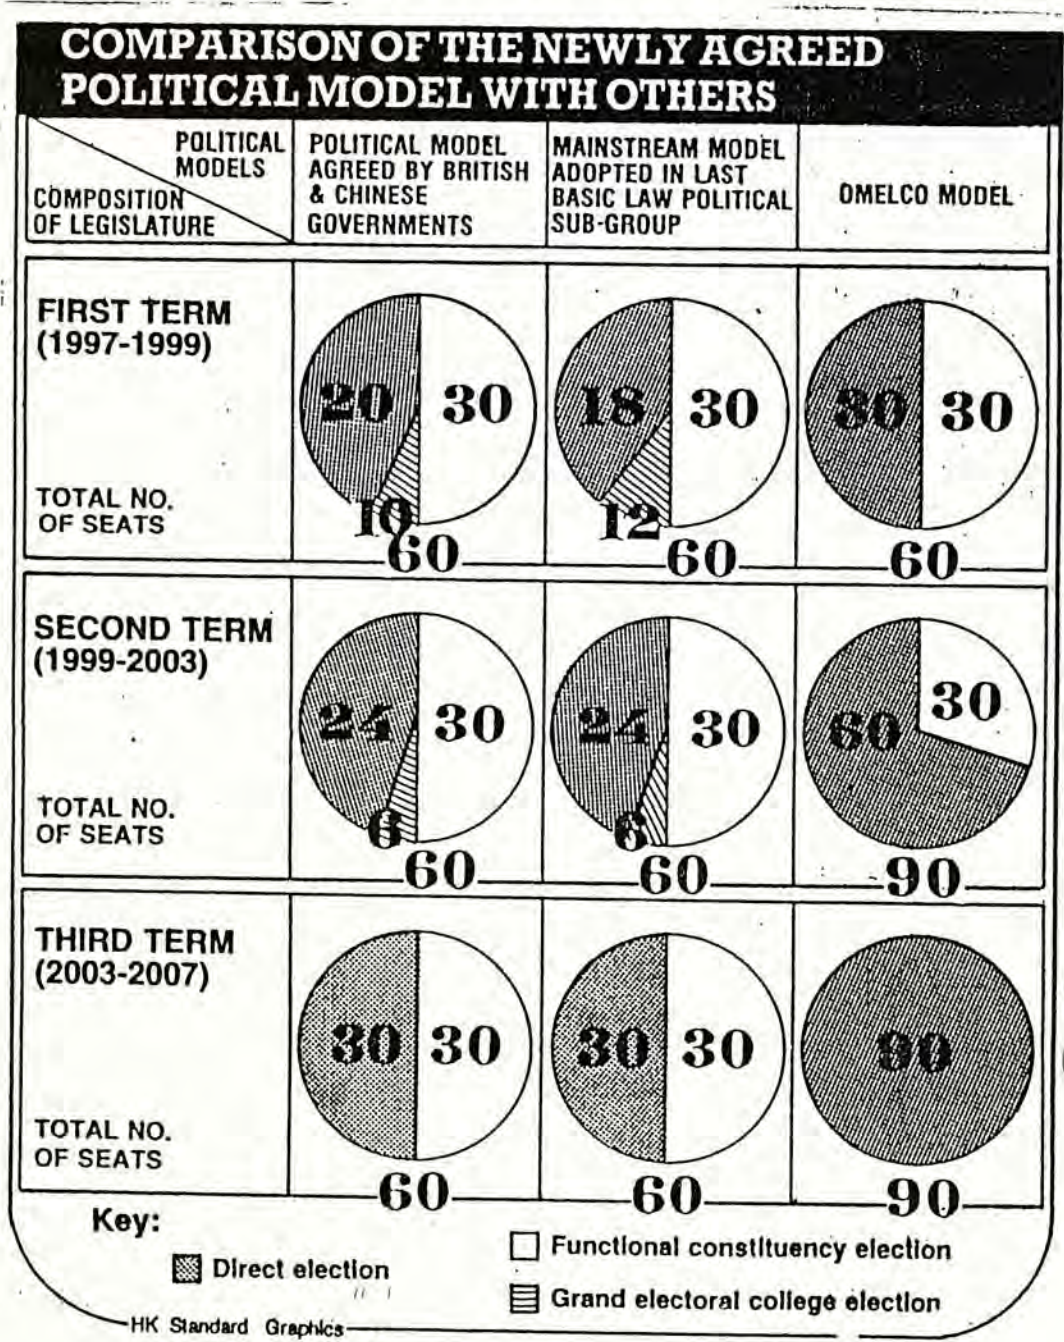 COMPARISON OF THE NEWLY AGREED
POLITICAL MODEL WITH OTHERS
POLITICAL
MODELS
COMPOSITION
OF LEGISLATURE
POLITICAL MODEL
AGREED BY BRITISH
& CHINESE
GOVERNMENTS
MAINSTREAM MODEL
ADOPTED IN LAST
BASIC LAW POLITICAL
SUB-GROUP
OMELCO MODEL
FIRST TERM
(1997-1999)
TOTAL NO.
OF SEATS
20 30
10
60
18 30
12
60
30 30
60
SECOND TERM
(1999-2003)
TOTAL NO.
OF SEATS
24 30
6
60
24 30
6
60
60 30
90
THIRD TERM
(2003-2007)
TOTAL NO.
OF SEATS
30 30
60
30 30
60
90
90
Key:
Direct election
Functional constituency election
Grand electoral college election
HK Standard Graphics